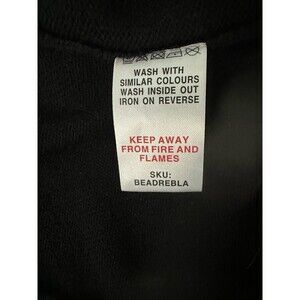 WASH WITH
SIMILAR COLOURS
WASH INSIDE OUT
IRON ON REVERSE
KEEP AWAY
FROM FIRE AND
FLAMES
SKU:
BEADREBLA